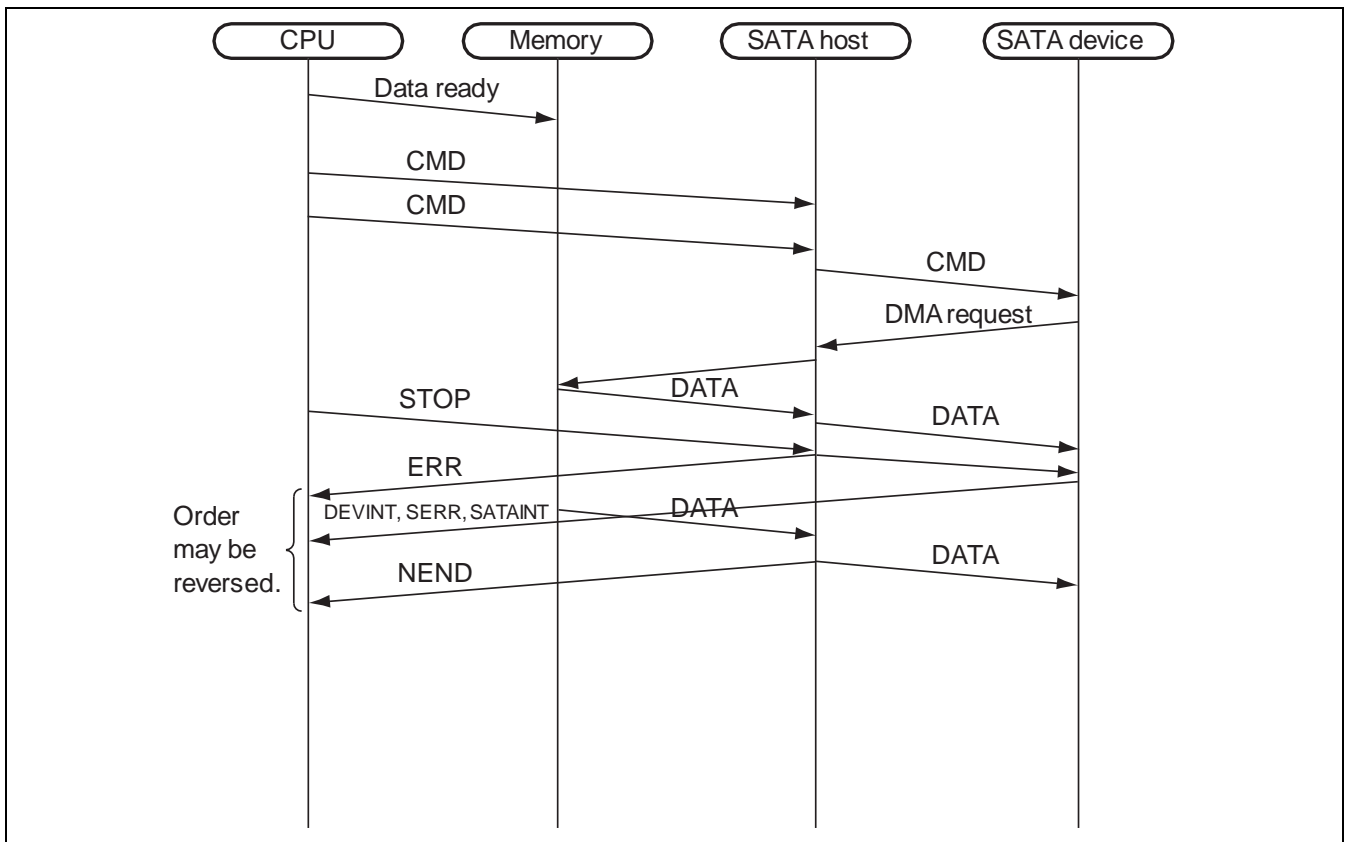 CPU
Memory
SATA host
SATA device
Data ready
CMD
CMD
CMD
DMA request
DATA
STOP
DATA
ERR
DEVINT, SERR, SATAINT
DATA
Order
may be
reversed.
DATA
NEND